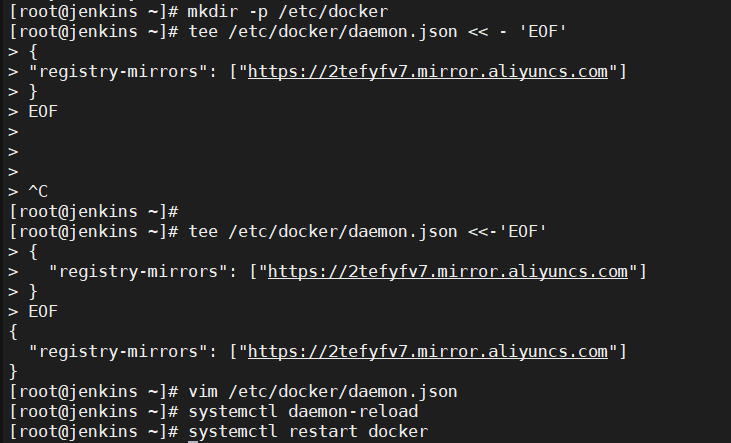 [root@jenkins ~]# mkdir -p /etc/docker
[root@jenkins ~]# tee /etc/docker/daemon.json << - 'EOF'
> {
> "registry-mirrors": ["https://2tefyfv7.mirror.aliyuncs.com"]
> }
> EOF
>
>
>
> ^C
[root@jenkins ~]#
[root@jenkins ~]# tee /etc/docker/daemon.json <<-'EOF'
> {
>   "registry-mirrors": ["https://2tefyfv7.mirror.aliyuncs.com"]
> }
> EOF
{
  "registry-mirrors": ["https://2tefyfv7.mirror.aliyuncs.com"]
}
[root@jenkins ~]# vim /etc/docker/daemon.json
[root@jenkins ~]# systemctl daemon-reload
[root@jenkins ~]# systemctl restart docker